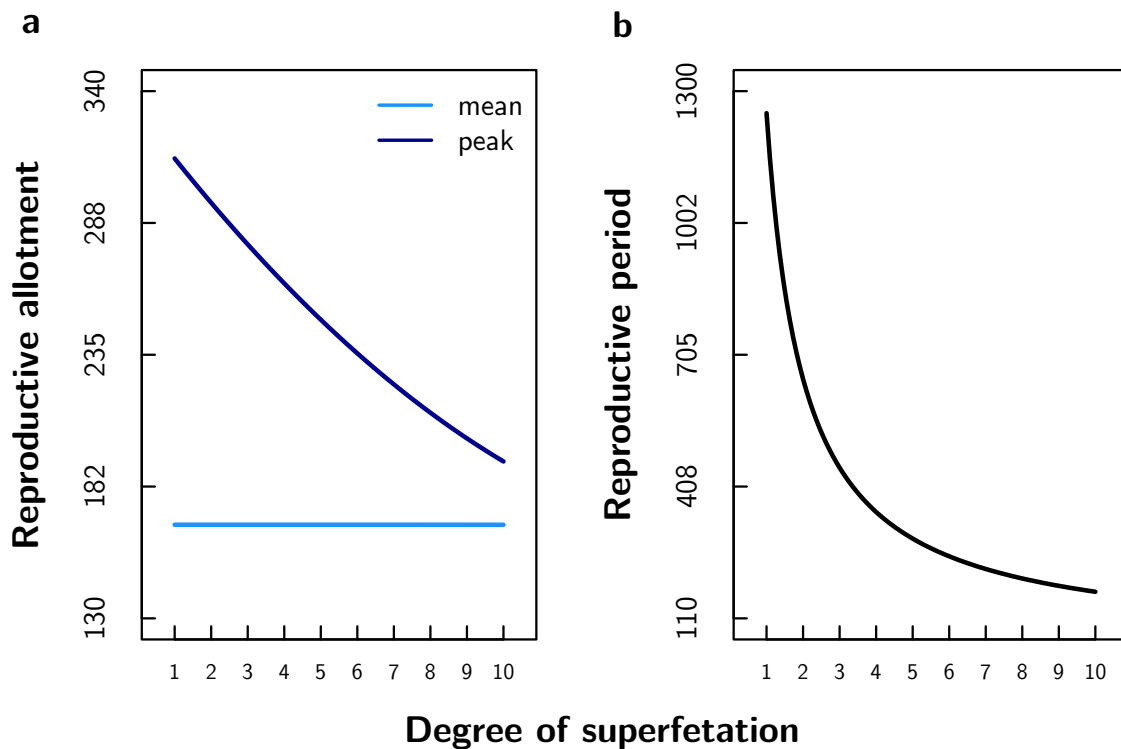 a
Reproductive allotment
340
288
235
182
130
mean
peak
1 2 3 4 5 6 7 8 9 10
b
Reproductive period
1300
1002
705
408
110
1 2 3 4 5 6 7 8 9 10
Degree of superfetation